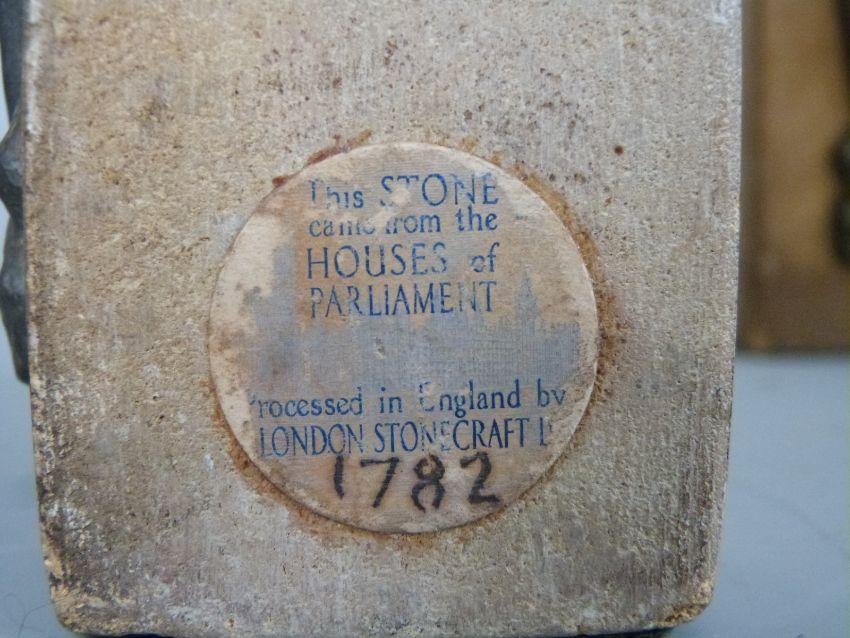 This STONE
came from the
HOUSES of
PARLIAMENT
Processed in England by
LONDON STONECRAFT L
1782